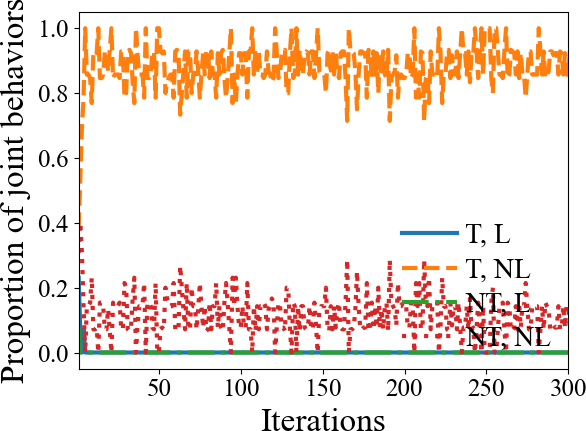 Proportion of joint behaviors
1.0
0.8
0.6
0.4
0.2
0.0
T, L
T, NL
NT, L
NT, NL
50
100
150
200
250
300
Iterations